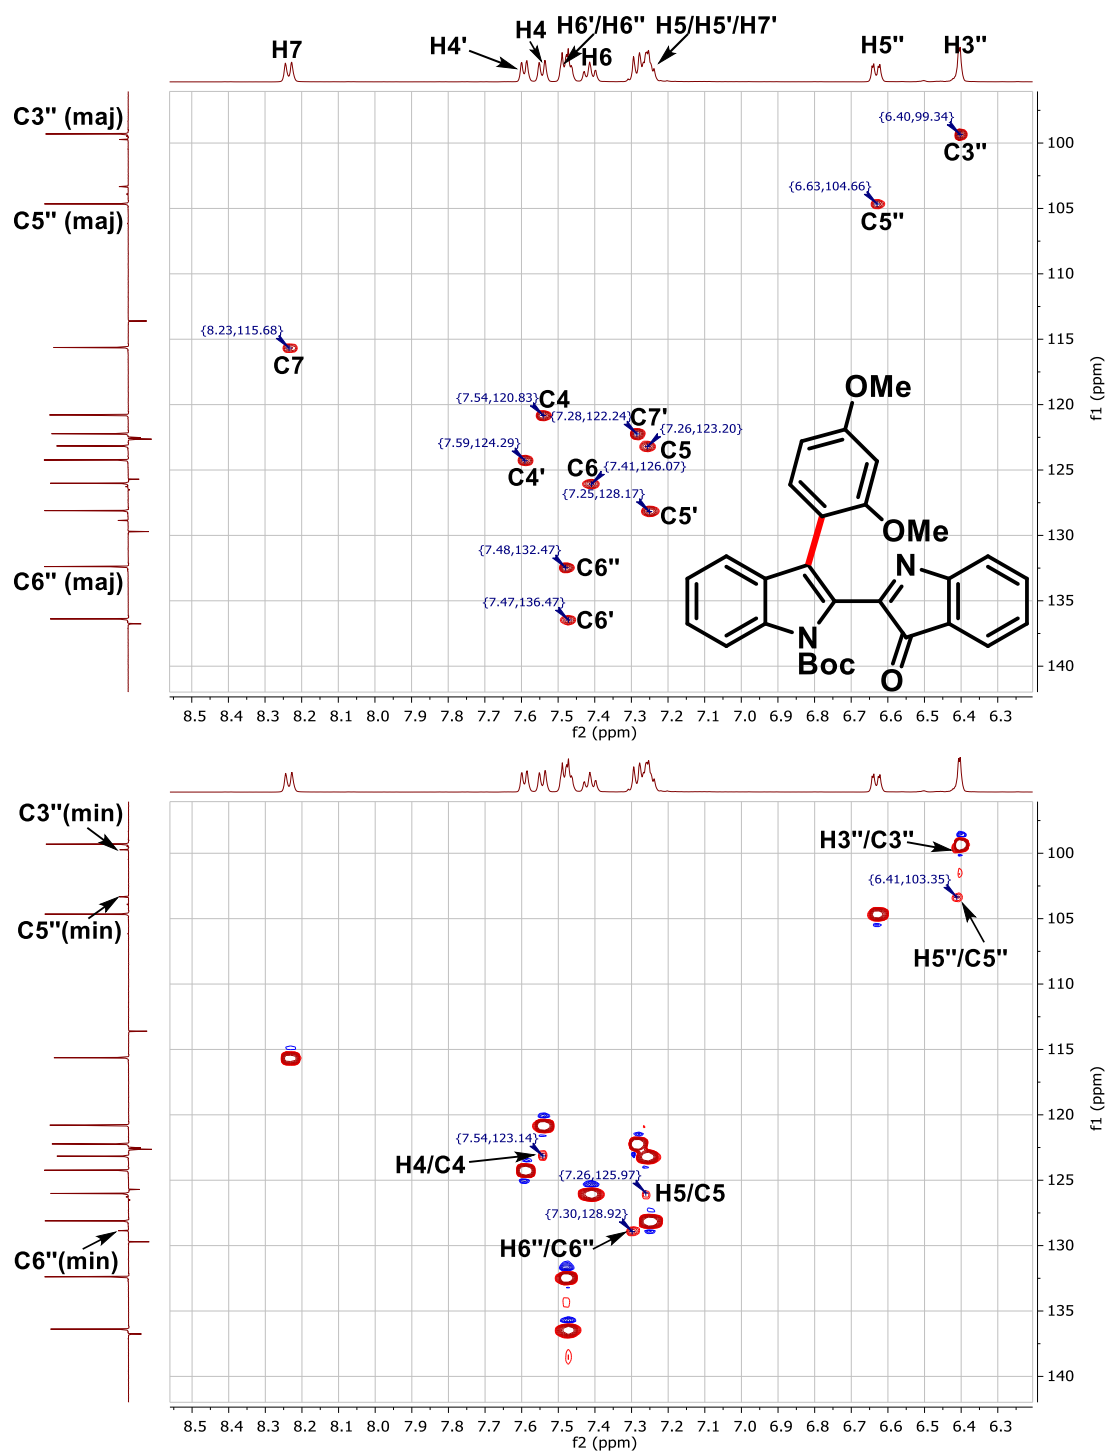 H7
H4'
H4
H6'/H6''
H6
H5/H5'/H7'
H5''
H3''
C3'' (maj)
C5'' (maj)
C6'' (maj)
{6.40,99.34}
C3''
{6.63,104.66}
C5''
{8.23,115.68}
C7
{7.54,120.83}
C4
{7.28,122.24}
C7'
{7.26,123.20}
C5
{7.59,124.29}
C4'
C6
{7.41,126.07}
{7.25,128.17}
C5'
{7.48,132.47}
C6''
{7.47,136.47}
C6'
OMe
OMe
N
N
Boc
O
100
105
110
115
120
125
130
135
140
f1 (ppm)
8.5 8.4 8.3 8.2 8.1 8.0 7.9 7.8 7.7 7.6 7.5 7.4 7.3 7.2 7.1 7.0 6.9 6.8 6.7 6.6 6.5 6.4 6.3
f2 (ppm)
C3''(min)
C5''(min)
C6''(min)
H3''/C3''
{6.41,103.35}
H5''/C5''
{7.54,123.14}
H4/C4
{7.26,125.97}
H5/C5
{7.30,128.92}
H6''/C6''
100
105
110
115
120
125
130
135
140
f1 (ppm)
8.5 8.4 8.3 8.2 8.1 8.0 7.9 7.8 7.7 7.6 7.5 7.4 7.3 7.2 7.1 7.0 6.9 6.8 6.7 6.6 6.5 6.4 6.3
f2 (ppm)